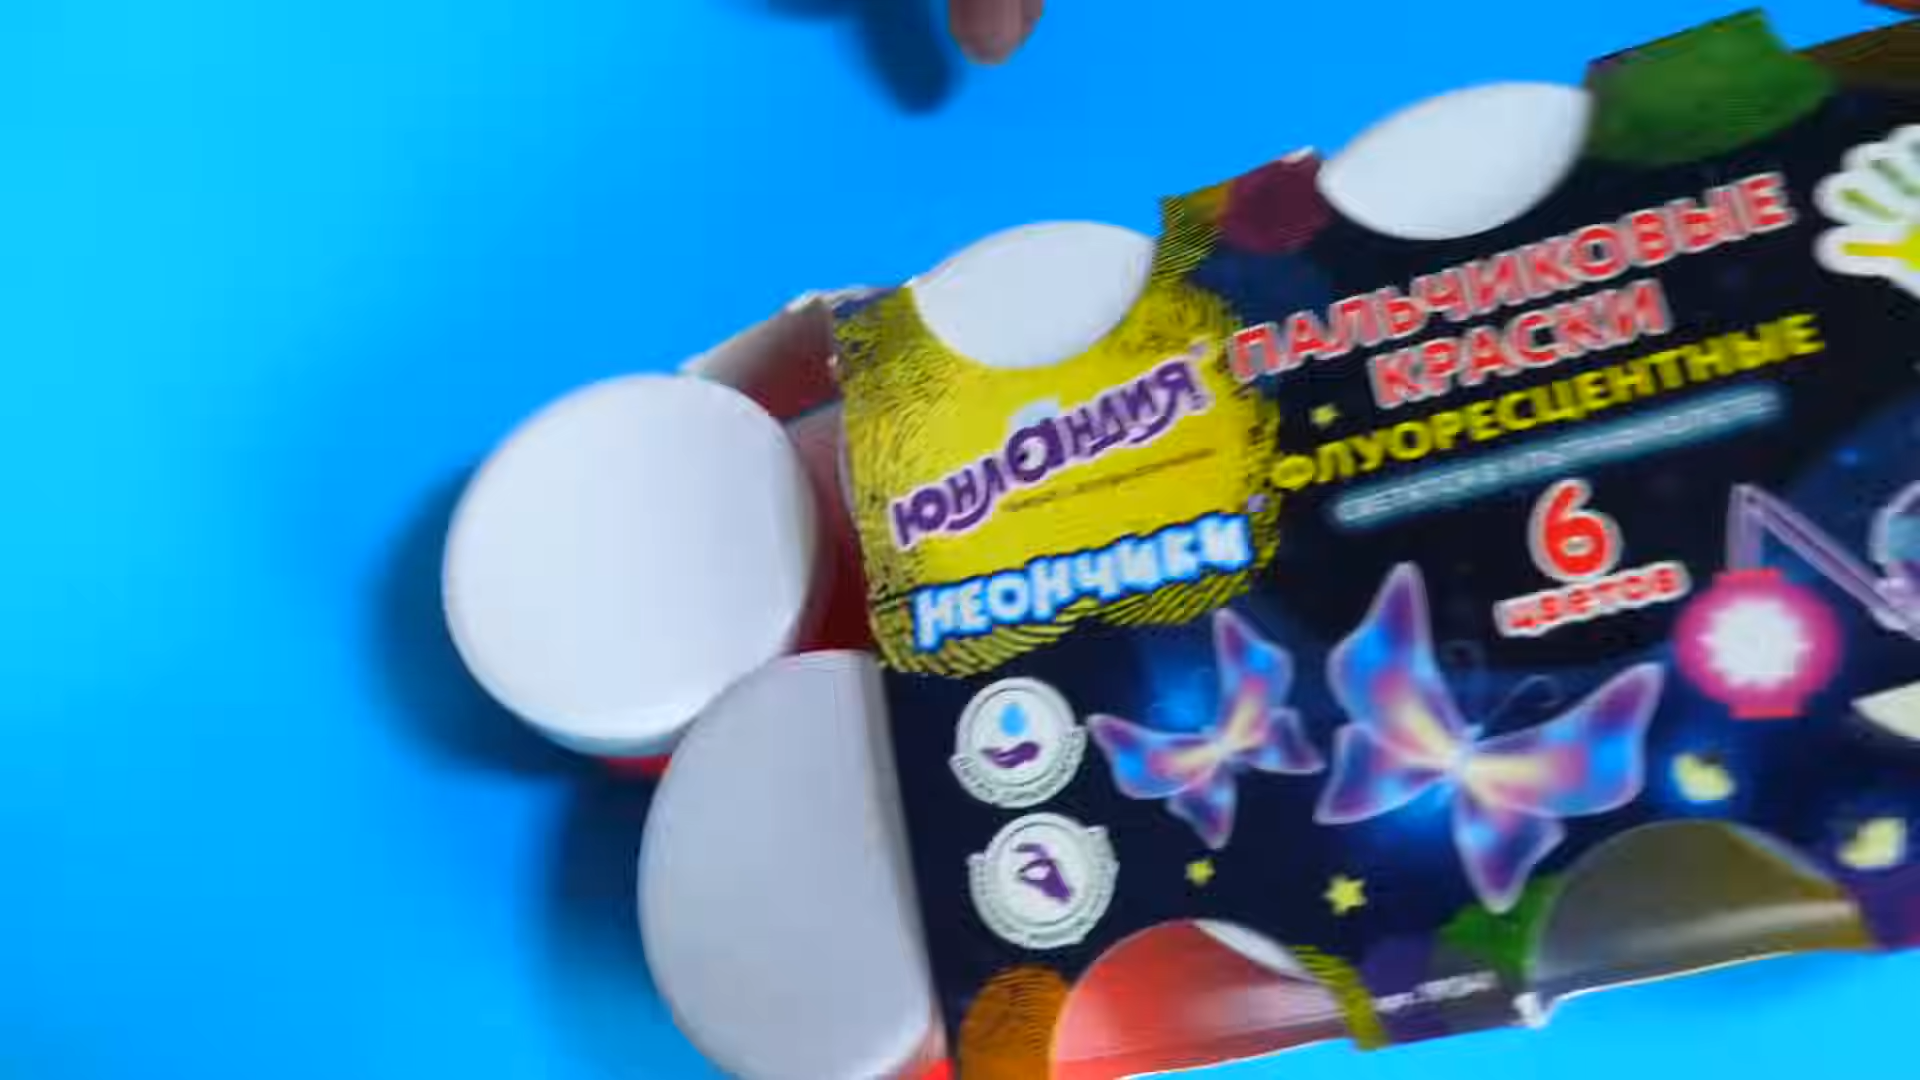 ЮНЛАНДИЯ
НЕОНЧИКИ
ПАЛЬЧИКОВЫЕ
КРАСКИ
ФЛУОРЕСЦЕНТНЫЕ
6
цветов